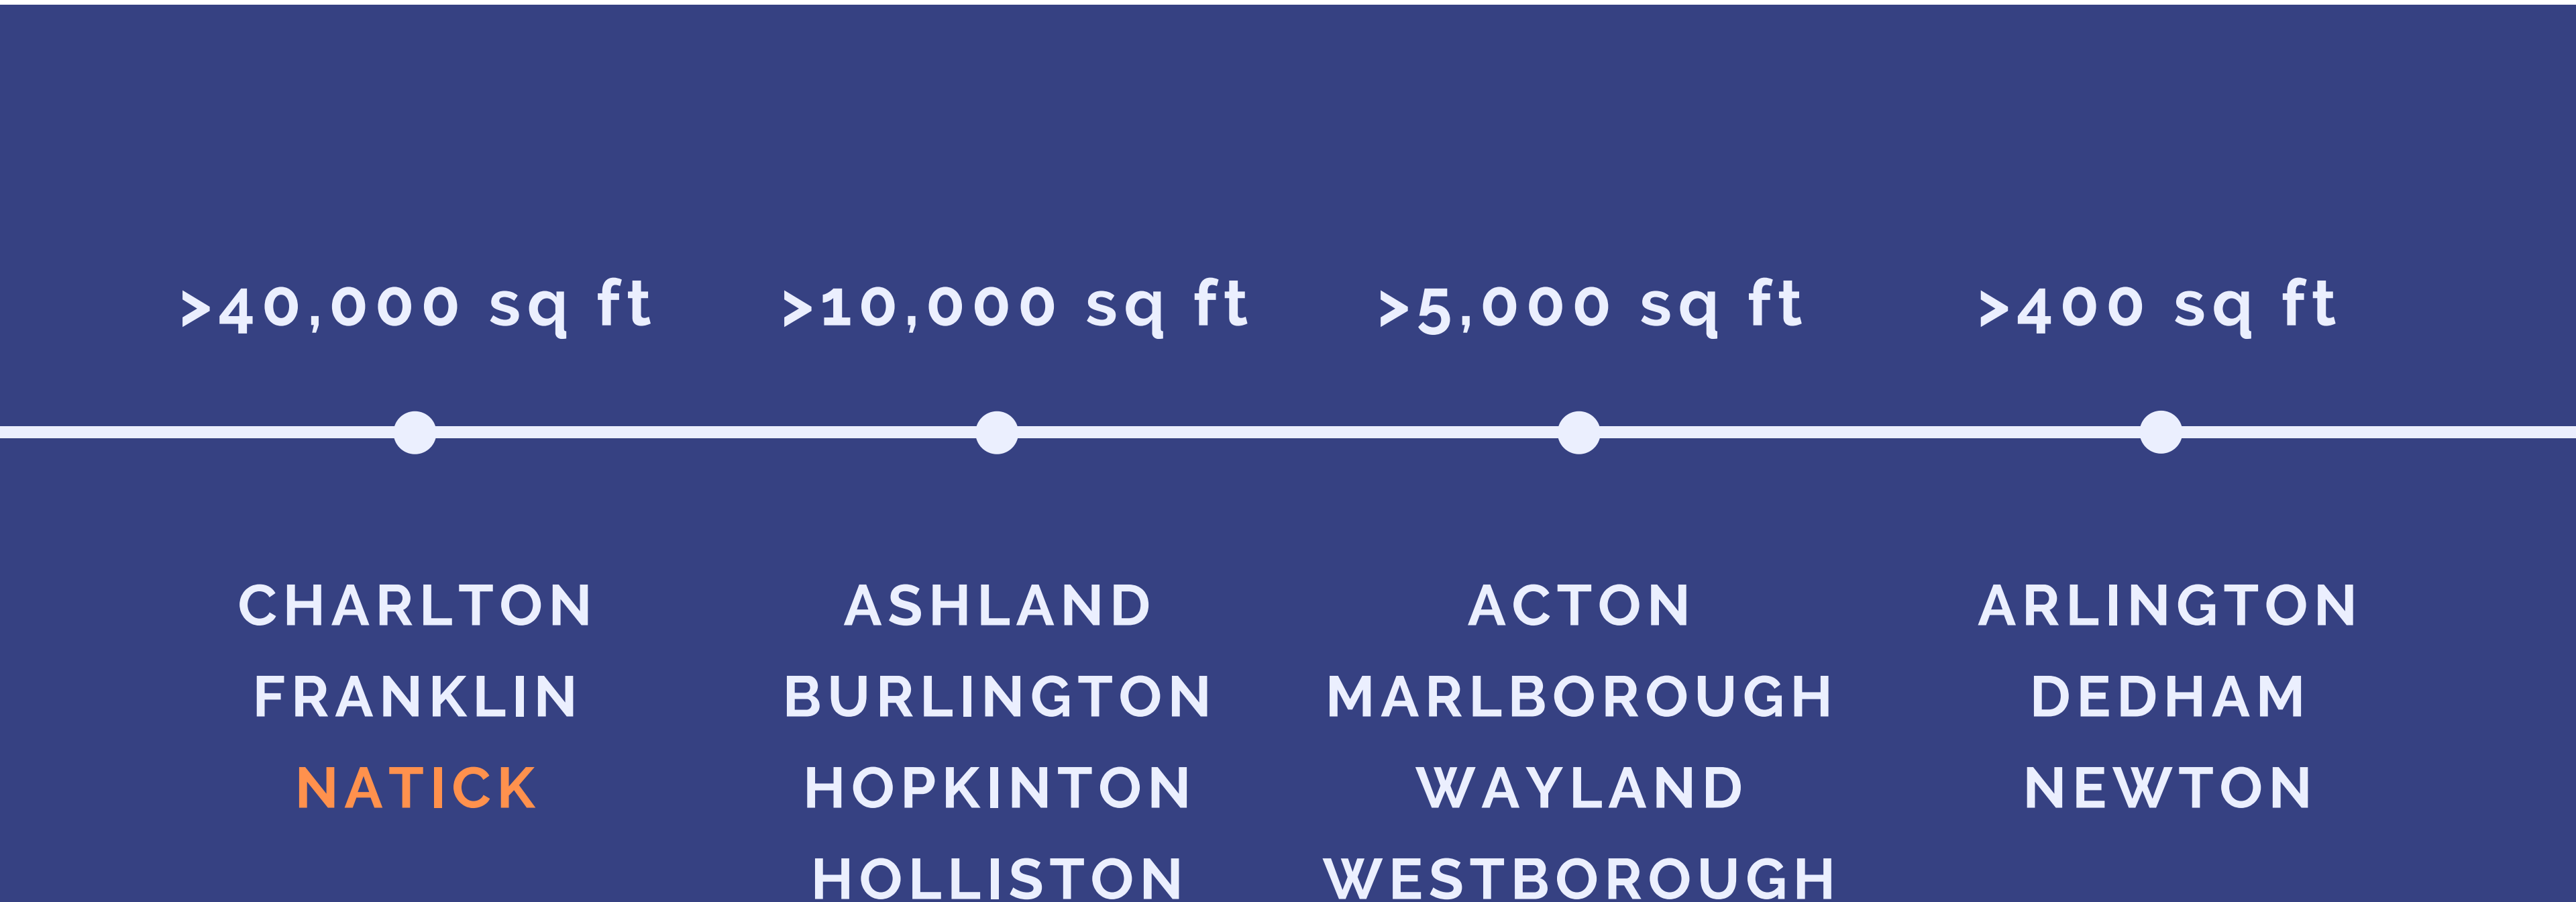 >40,000 sq ft
>10,000 sq ft
>5,000 sq ft
>400 sq ft
CHARLTON
FRANKLIN
NATICK
ASHLAND
BURLINGTON
HOPKINTON
HOLLISTON
ACTON
MARLBOROUGH
WAYLAND
WESTBOROUGH
ARLINGTON
DEDHAM
NEWTON